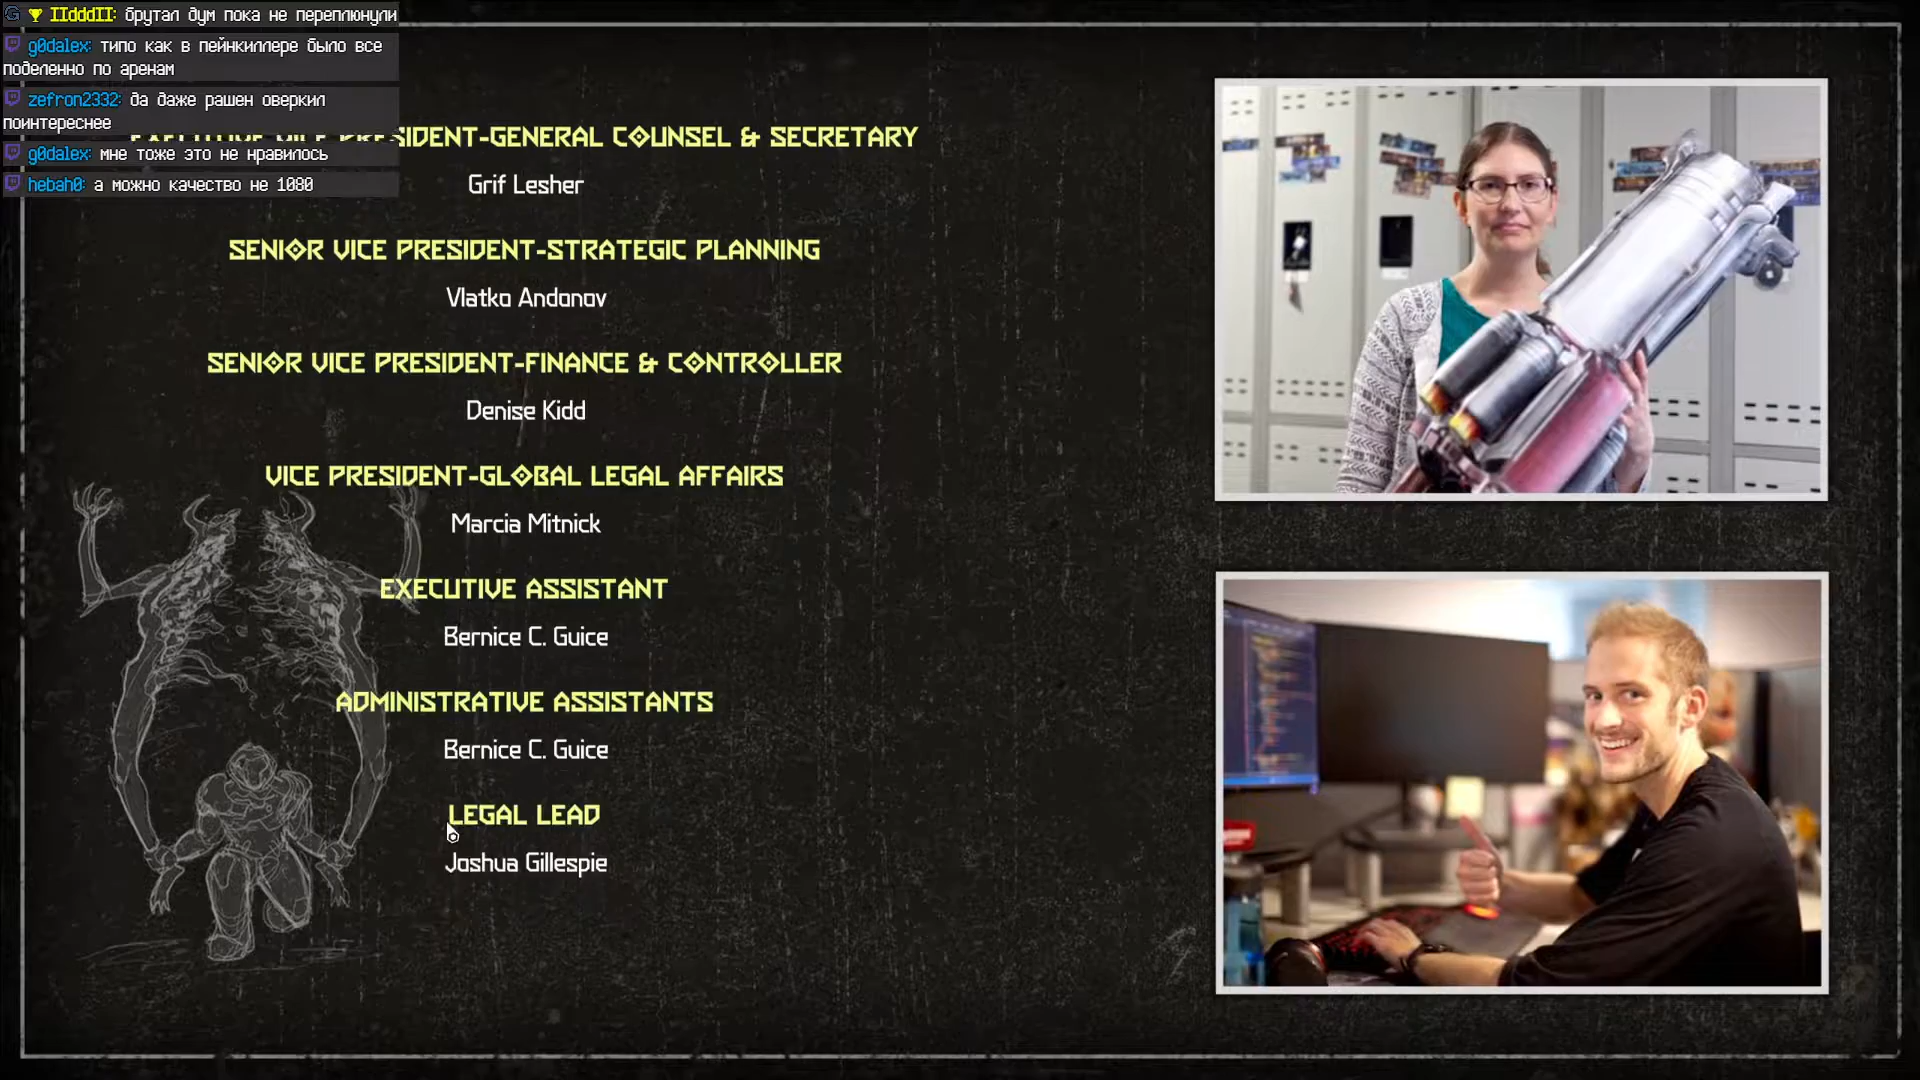 IIdddII: брутал дум пока не переплюнули
g0dalex: типо как в пейнкиллере было все
поделенно по аренам
zefron2332: да даже рашен оверкил
поинтереснее
g0dalex: мне тоже это не нравилось
hebah0: а можно качество не 1080
EXECUTIVE VICE PRESIDENT-GENERAL COUNSEL & SECRETARY
Grif Lesher
SENIOR VICE PRESIDENT-STRATEGIC PLANNING
Vlatko Andonov
SENIOR VICE PRESIDENT-FINANCE & CONTROLLER
Denise Kidd
VICE PRESIDENT-GLOBAL LEGAL AFFAIRS
Marcia Mitnick
EXECUTIVE ASSISTANT
Bernice C. Guice
ADMINISTRATIVE ASSISTANTS
Bernice C. Guice
LEGAL LEAD
Joshua Gillespie